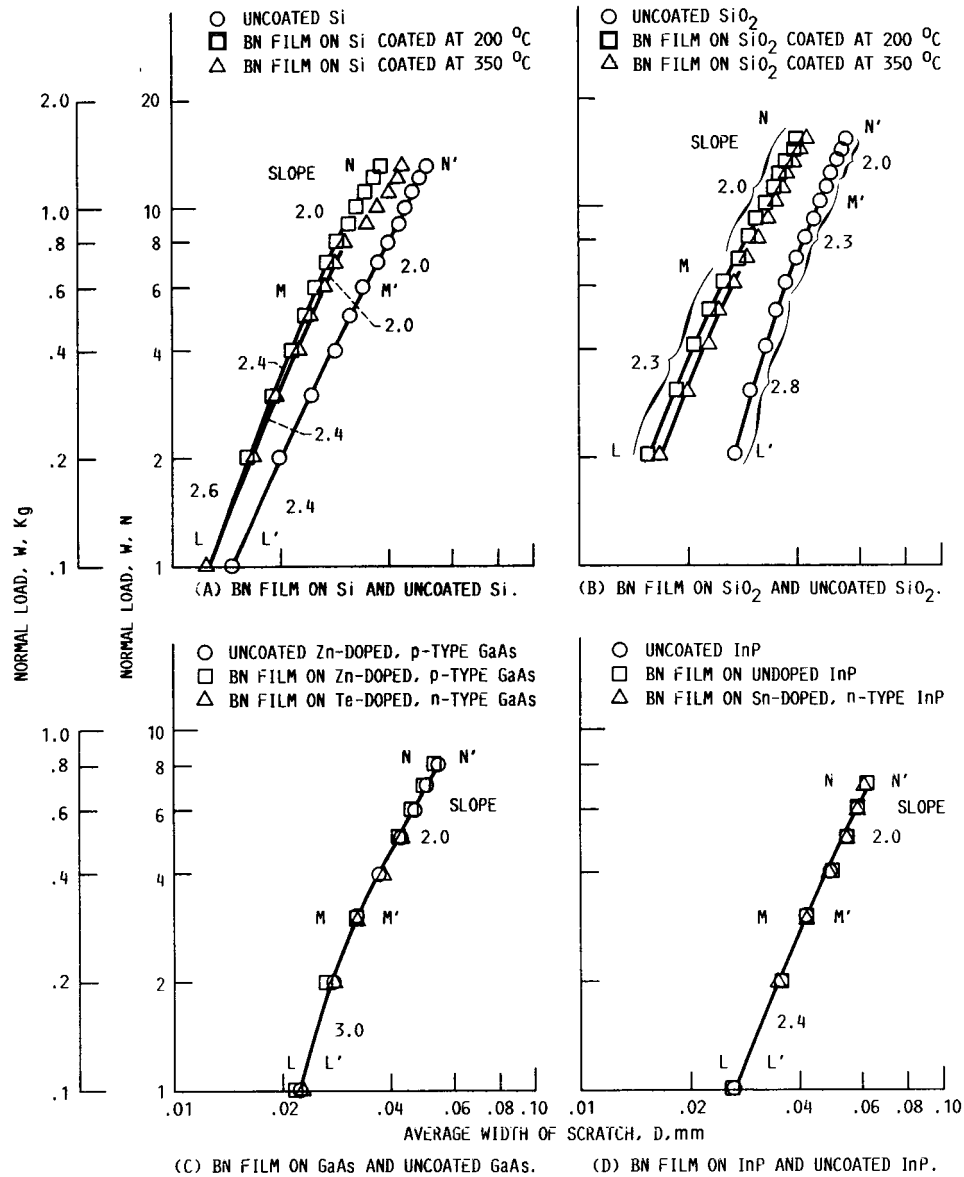 UNCOATED Si
BN FILM ON Si COATED AT 200 °C
BN FILM ON Si COATED AT 350 °C
UNCOATED SiO2
BN FILM ON SiO2 COATED AT 200 °C
BN FILM ON SiO2 COATED AT 350 °C
NORMAL LOAD, W, Kg
2.0
1.0
.8
.6
.4
.2
.1
NORMAL LOAD, W, N
20
10
8
6
4
2
1
SLOPE
N
N'
2.0
2.0
M
M'
2.0
2.4
2.4
2.6
2.4
L
L'
(A) BN FILM ON Si AND UNCOATED Si.
N
N'
SLOPE
2.0
2.0
M'
2.3
M
2.3
2.8
L
L'
(B) BN FILM ON SiO2 AND UNCOATED SiO2.
UNCOATED Zn-DOPED, p-TYPE GaAs
BN FILM ON Zn-DOPED, p-TYPE GaAs
BN FILM ON Te-DOPED, n-TYPE GaAs
UNCOATED InP
BN FILM ON UNDOPED InP
BN FILM ON Sn-DOPED, n-TYPE InP
1.0
.8
.6
.4
.2
.1
10
8
6
4
2
1
N
N'
SLOPE
2.0
M
M'
3.0
L
L'
.01
.02
.04
.06
.08
.10
N
N'
SLOPE
2.0
M
M'
2.4
L
L'
.01
.02
.04
.06
.08
.10
AVERAGE WIDTH OF SCRATCH, D, mm
(C) BN FILM ON GaAs AND UNCOATED GaAs.
(D) BN FILM ON InP AND UNCOATED InP.